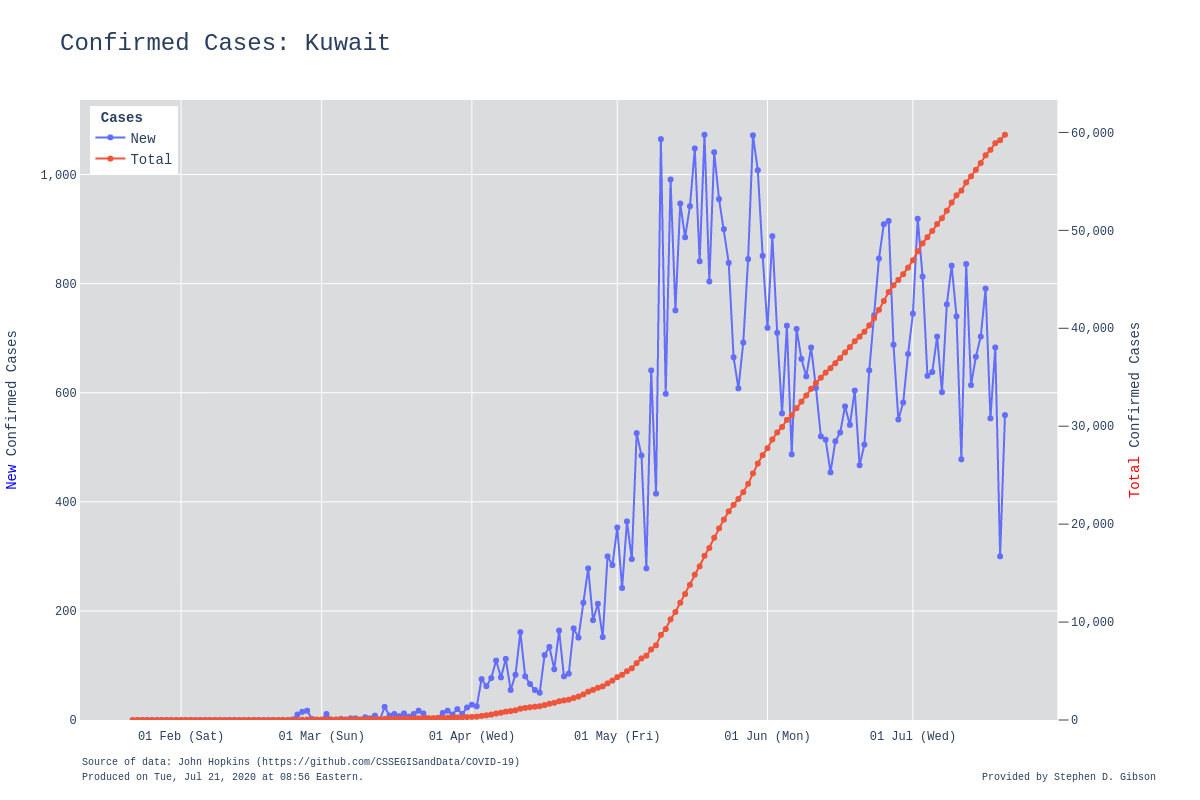 Confirmed Cases: Kuwait
Cases
New
Total
1,000
800
600
400
200
0
60,000
50,000
40,000
30,000
20,000
10,000
0
New Confirmed Cases
Total Confirmed Cases
01 Feb (Sat)
01 Mar (Sun)
01 Apr (Wed)
01 May (Fri)
01 Jun (Mon)
01 Jul (Wed)
Source of data: John Hopkins (https://github.com/CSSEGISandData/COVID-19)
Produced on Tue, Jul 21, 2020 at 08:56 Eastern.
Provided by Stephen D. Gibson